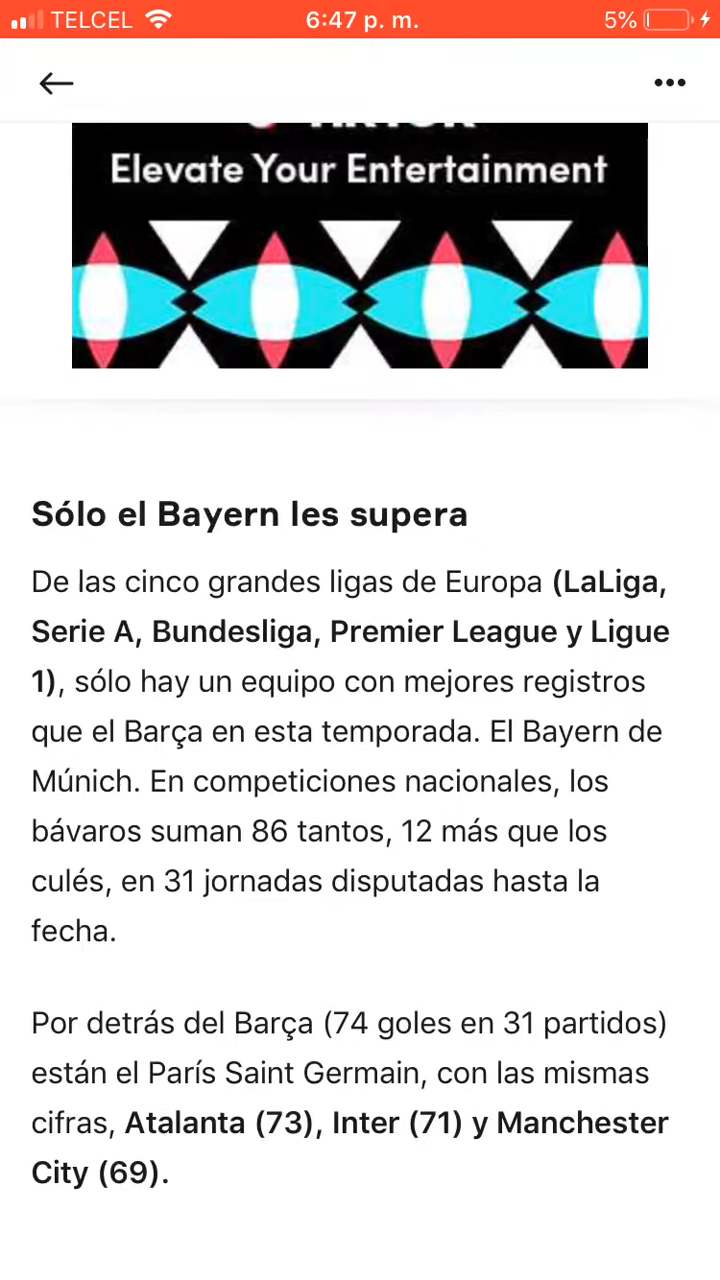 TELCEL 6:47 p. m. 5%
Elevate Your Entertainment
Sólo el Bayern les supera
De las cinco grandes ligas de Europa (LaLiga,
Serie A, Bundesliga, Premier League y Ligue
1), sólo hay un equipo con mejores registros
que el Barça en esta temporada. El Bayern de
Múnich. En competiciones nacionales, los
bávaros suman 86 tantos, 12 más que los
culés, en 31 jornadas disputadas hasta la
fecha.
Por detrás del Barça (74 goles en 31 partidos)
están el París Saint Germain, con las mismas
cifras, Atalanta (73), Inter (71) y Manchester
City (69).